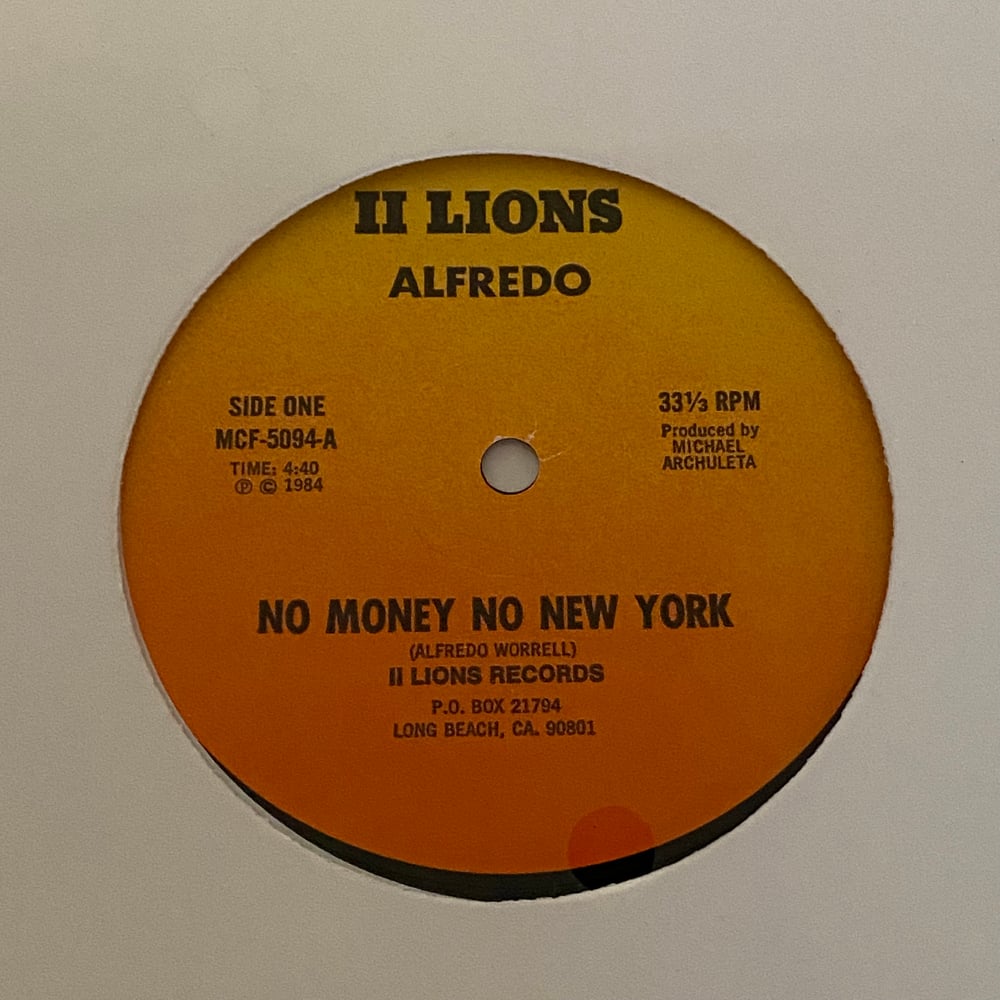 II LIONS
ALFREDO
SIDE ONE
MCF-5094-A
TIME: 4:40
℗ © 1984
33⅓ RPM
Produced by
MICHAEL
ARCHULETA
NO MONEY NO NEW YORK
(ALFREDO WORRELL)
II LIONS RECORDS
P.O. BOX 21794
LONG BEACH, CA. 90801